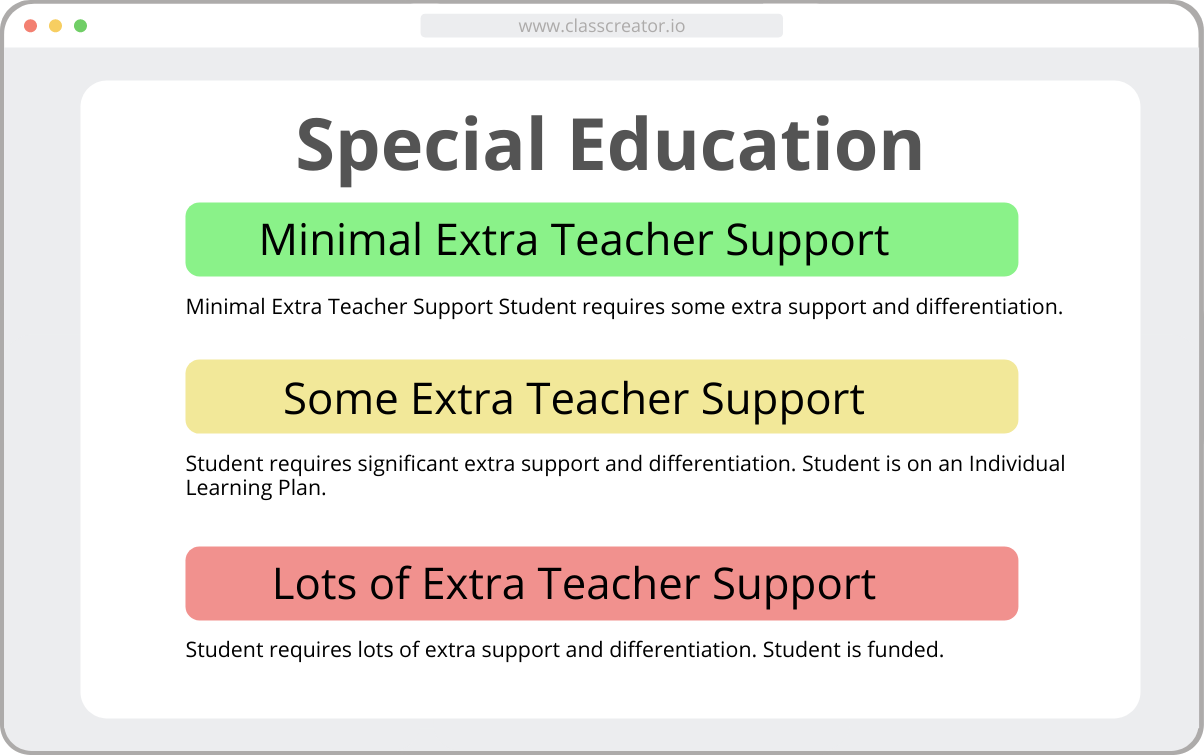 www.classcreator.io
Special Education
Minimal Extra Teacher Support
Minimal Extra Teacher Support Student requires some extra support and differentiation.
Some Extra Teacher Support
Student requires significant extra support and differentiation. Student is on an Individual
Learning Plan.
Lots of Extra Teacher Support
Student requires lots of extra support and differentiation. Student is funded.